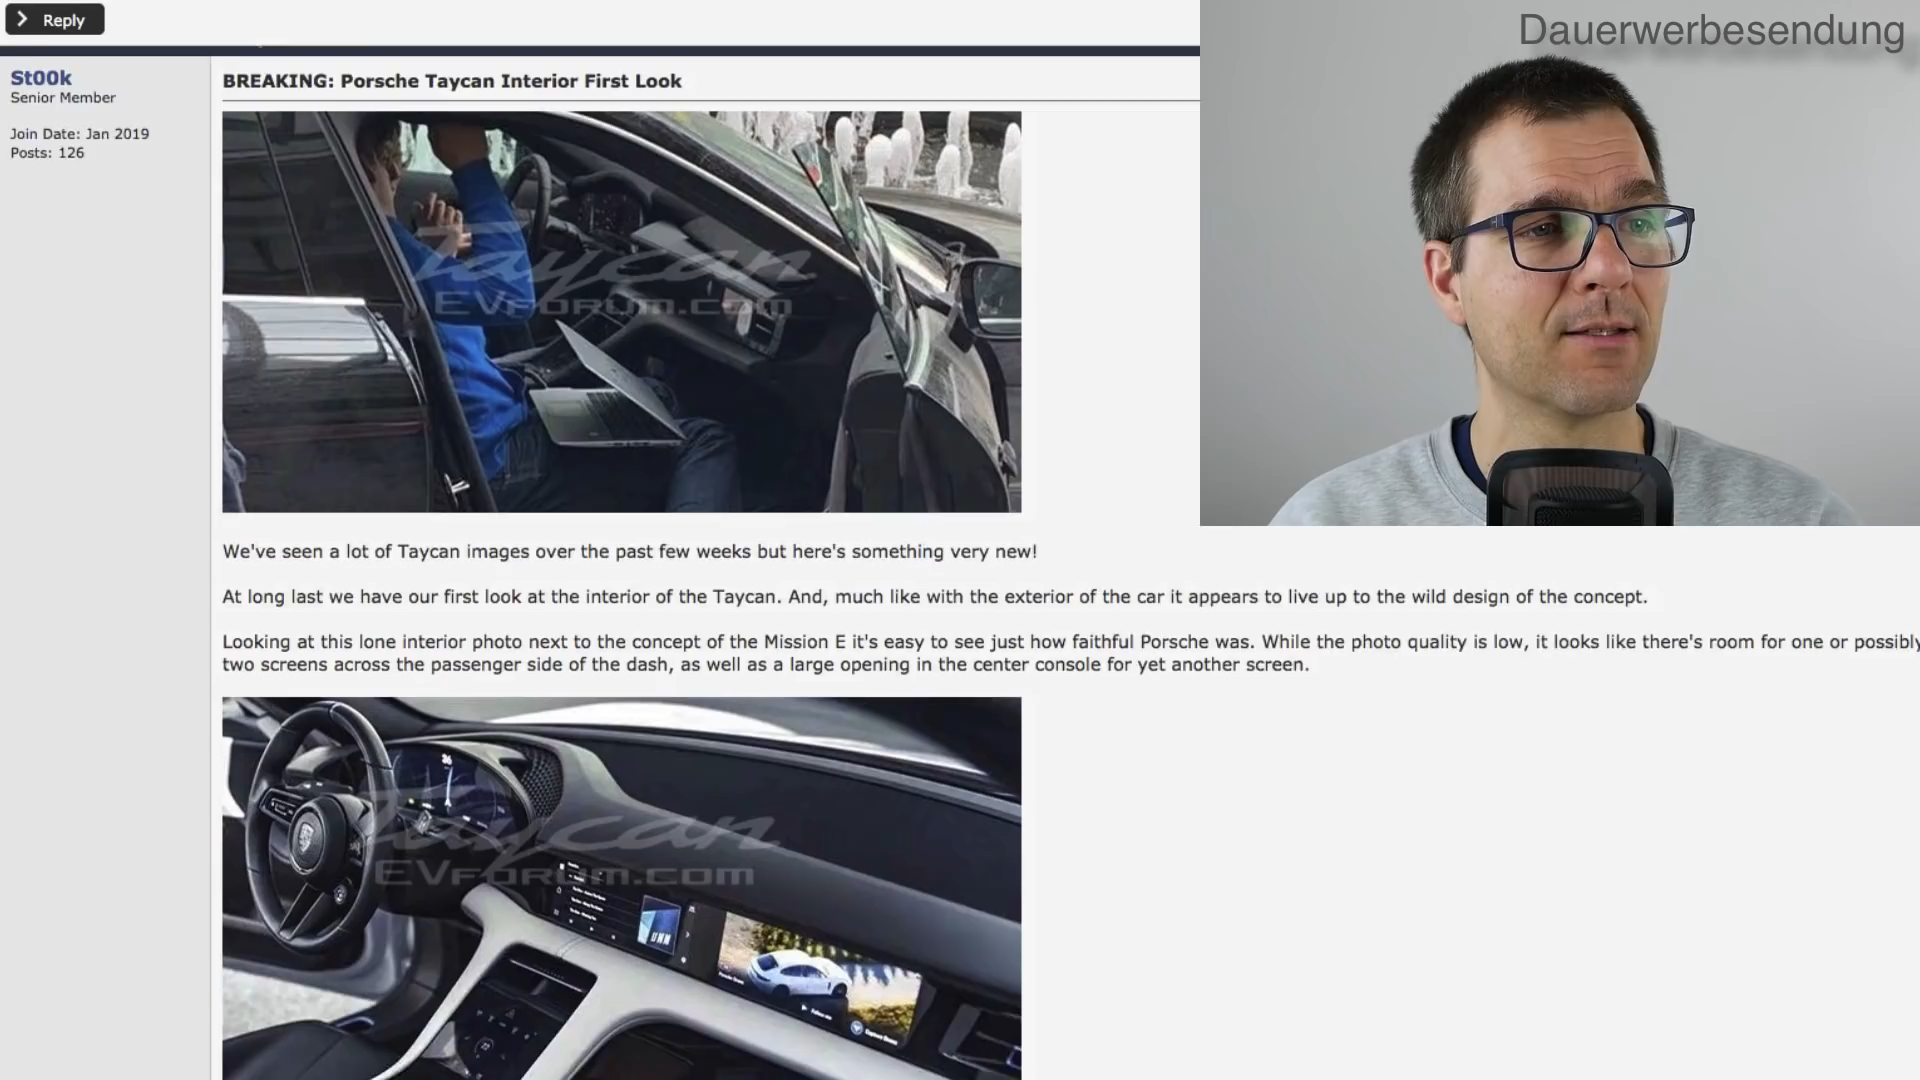 Reply
Dauerwerbesendung
St00k
Senior Member
Join Date: Jan 2019
Posts: 126
BREAKING: Porsche Taycan Interior First Look
Taycan
EVFORUM.COM
We've seen a lot of Taycan images over the past few weeks but here's something very new!
At long last we have our first look at the interior of the Taycan. And, much like with the exterior of the car it appears to live up to the wild design of the concept.
Looking at this lone interior photo next to the concept of the Mission E it's easy to see just how faithful Porsche was. While the photo quality is low, it looks like there's room for one or possibly
two screens across the passenger side of the dash, as well as a large opening in the center console for yet another screen.
Taycan
EVFORUM.COM